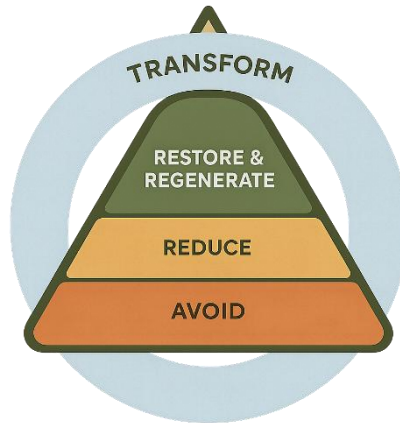 TRANSFORM
RESTORE &
REGENERATE
REDUCE
AVOID